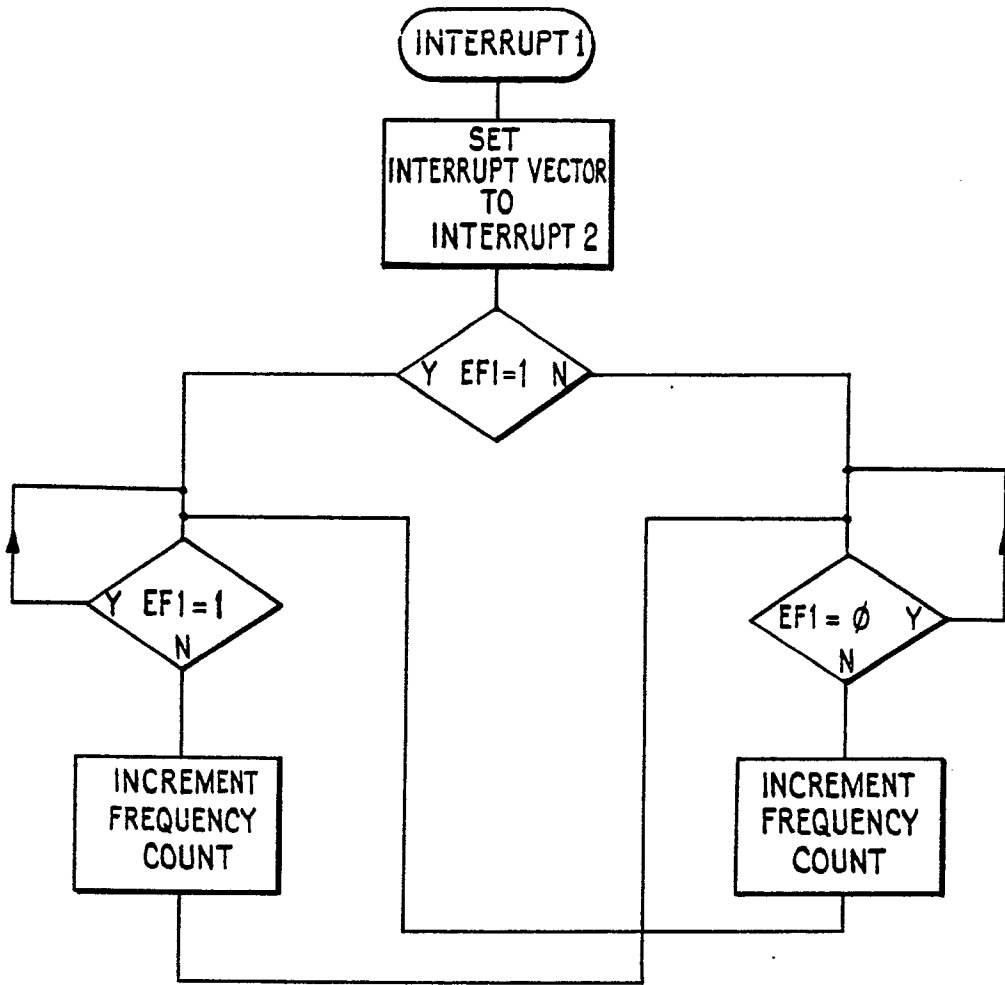 INTERRUPT 1
SET
INTERRUPT VECTOR
TO
INTERRUPT 2
Y EF1=1 N
Y EF1=1
N
EF1=Ø Y
N
INCREMENT
FREQUENCY
COUNT
INCREMENT
FREQUENCY
COUNT